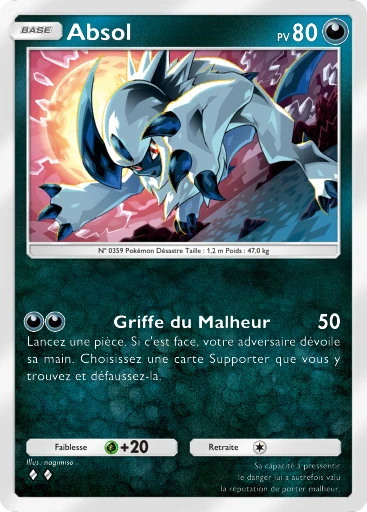 BASE
Absol
PV 80
N° 0359 Pokémon Désastre Taille : 1,2 m Poids : 47,0 kg
Griffe du Malheur 50
Lancez une pièce. Si c'est face, votre adversaire dévoile
sa main. Choisissez une carte Supporter que vous y
trouvez et défaussez-la.
Faiblesse +20 Retraite
Illus. nagimiso
Sa capacité à pressentir
le danger lui a autrefois valu
la réputation de porter malheur.